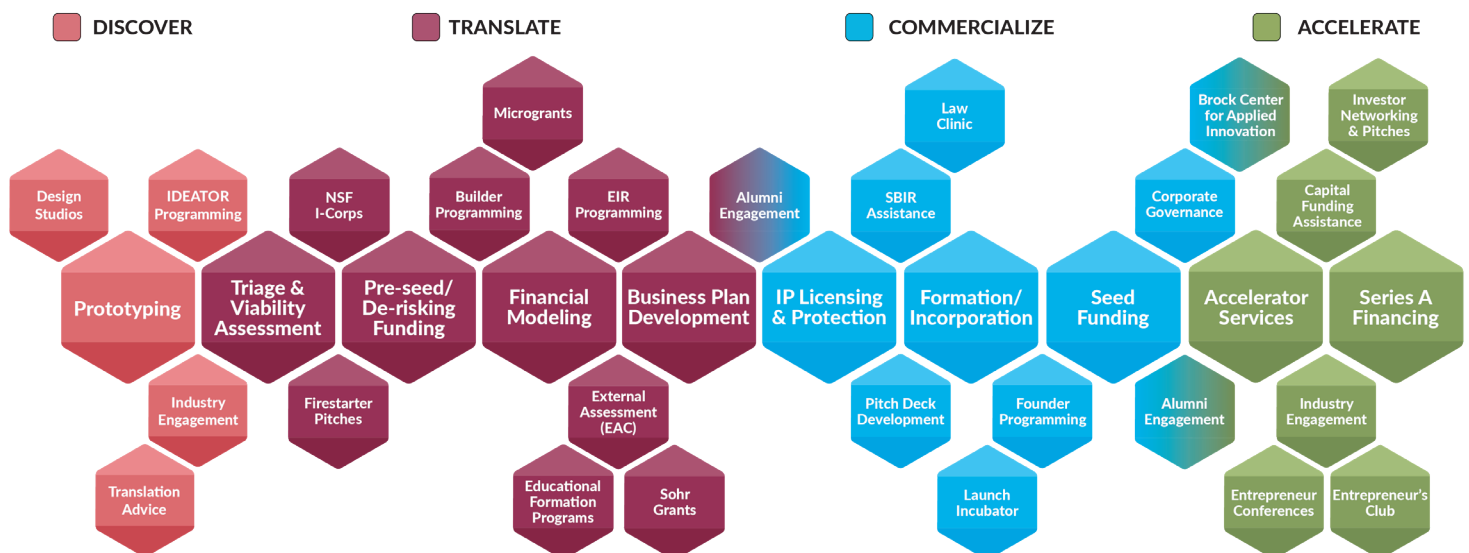 DISCOVER
TRANSLATE
COMMERCIALIZE
ACCELERATE
Microgrants
Law
Clinic
Brock Center
for Applied
Innovation
Investor
Networking
& Pitches
Design
Studios
IDEATOR
Programming
NSF
I-Corps
Builder
Programming
EIR
Programming
Alumni
Engagement
SBIR
Assistance
Corporate
Governance
Capital
Funding
Assistance
Prototyping
Triage &
Viability
Assessment
Pre-seed/
De-risking
Funding
Financial
Modeling
Business Plan
Development
IP Licensing
& Protection
Formation/
Incorporation
Seed
Funding
Accelerator
Services
Series A
Financing
Industry
Engagement
Firestarter
Pitches
External
Assessment
(EAC)
Pitch Deck
Development
Founder
Programming
Alumni
Engagement
Industry
Engagement
Translation
Advice
Educational
Formation
Programs
Sohr
Grants
Launch
Incubator
Entrepreneur
Conferences
Entrepreneur's
Club